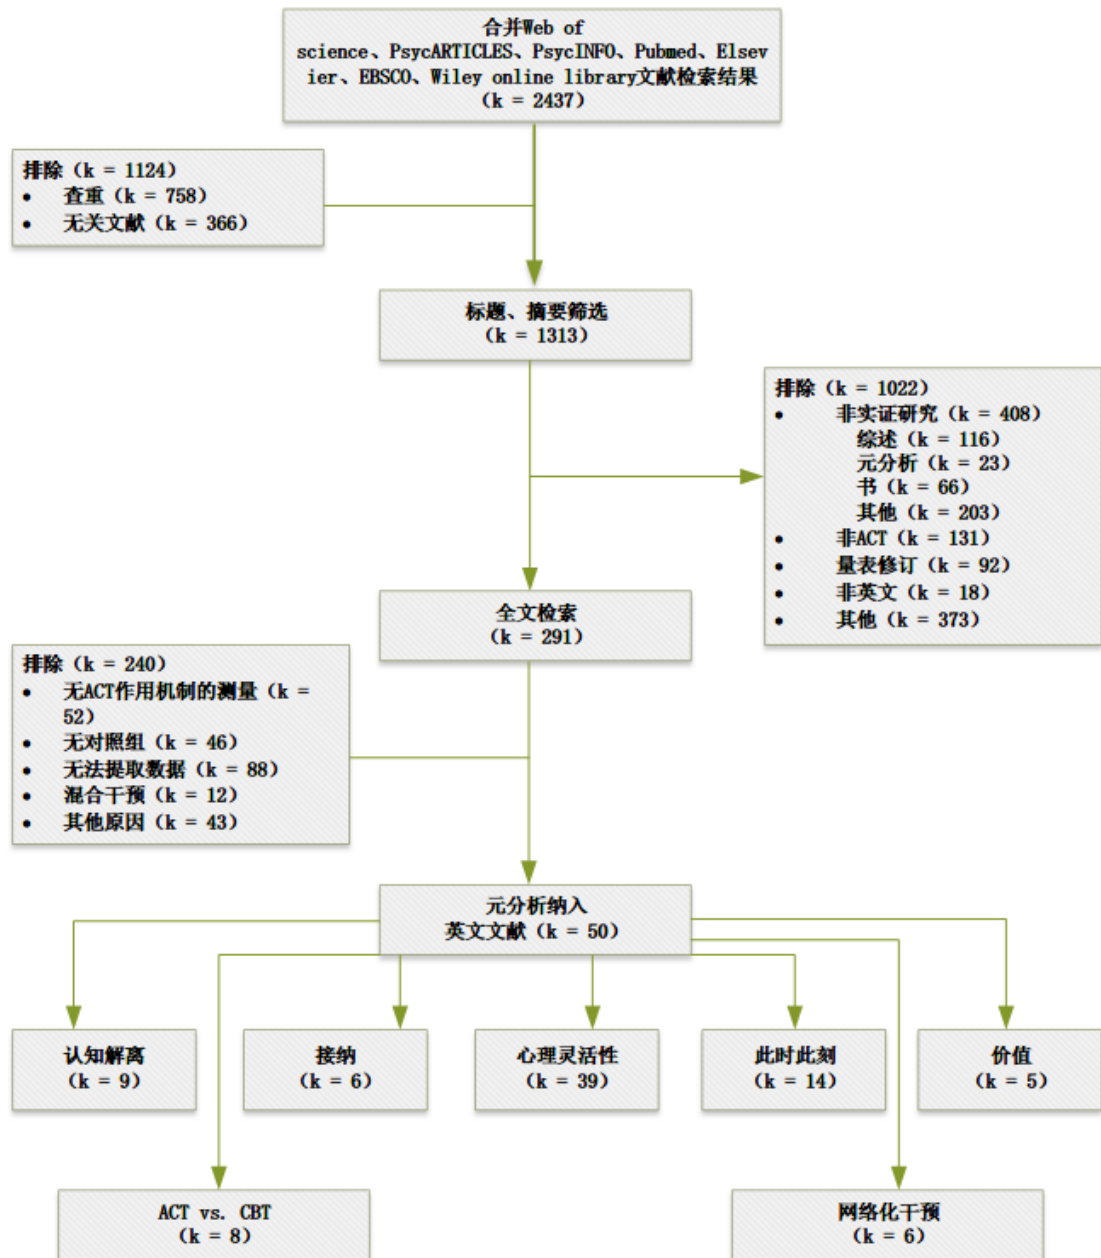 合并Web of
science、PsycARTICLES、PsycINFO、Pubmed、Elsev
ier、EBSCO、Wiley online library文献检索结果
（k = 2437）
排除（k = 1124）
• 查重（k = 758）
• 无关文献（k = 366）
标题、摘要筛选
（k = 1313）
排除（k = 1022）
• 非实证研究（k = 408）
综述（k = 116）
元分析（k = 23）
书（k = 66）
其他（k = 203）
• 非ACT（k = 131）
• 量表修订（k = 92）
• 非英文（k = 18）
• 其他（k = 373）
全文检索
（k = 291）
排除（k = 240）
• 无ACT作用机制的测量（k =
52）
• 无对照组（k = 46）
• 无法提取数据（k = 88）
• 混合干预（k = 12）
• 其他原因（k = 43）
元分析纳入
英文文献（k = 50）
认知解离
（k = 9）
接纳
（k = 6）
心理灵活性
（k = 39）
此时此刻
（k = 14）
价值
（k = 5）
ACT vs. CBT
（k = 8）
网络化干预
（k = 6）